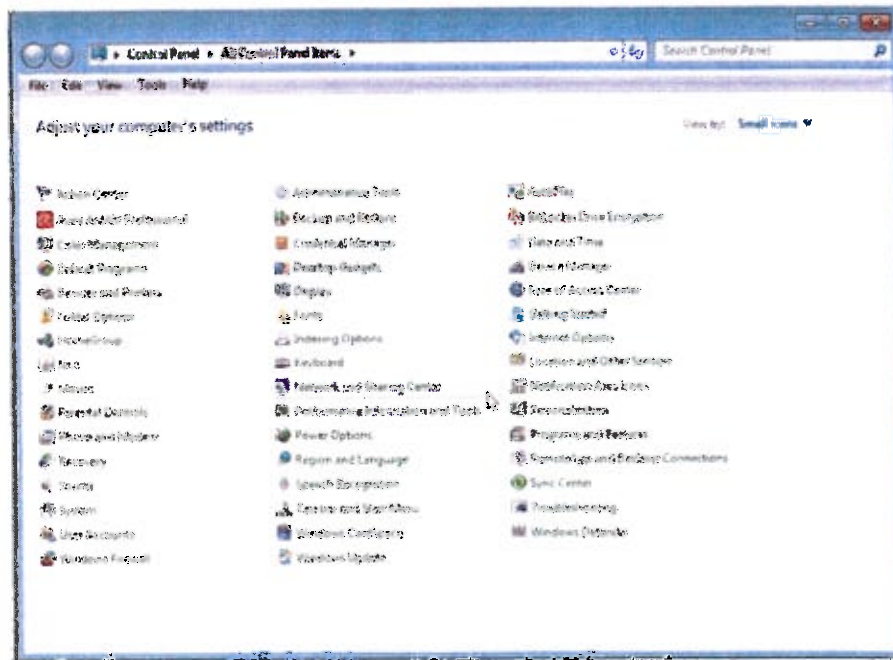 Control Panel All Control Panel Items
Search Control Panel
File Edit View Tools Help
Adjust your computer's settings
View by: Small icons
Action Center
Administrative Tools
AutoPlay
Backup and Restore
BitLocker Drive Encryption
Color Management
Credential Manager
Date and Time
Default Programs
Desktop Gadgets
Device Manager
Devices and Printers
Display
Ease of Access Center
Folder Options
Fonts
Getting Started
HomeGroup
Indexing Options
Internet Options
Keyboard
Location and Other Sensors
Mouse
Network and Sharing Center
Notification Area Icons
Parental Controls
Performance Information and Tools
Personalization
Phone and Modem
Power Options
Programs and Features
Recovery
Region and Language
RemoteApp and Desktop Connections
Sounds
Speech Recognition
Sync Center
System
Taskbar and Start Menu
Troubleshooting
User Accounts
Windows CardSpace
Windows Defender
Windows Firewall
Windows Update